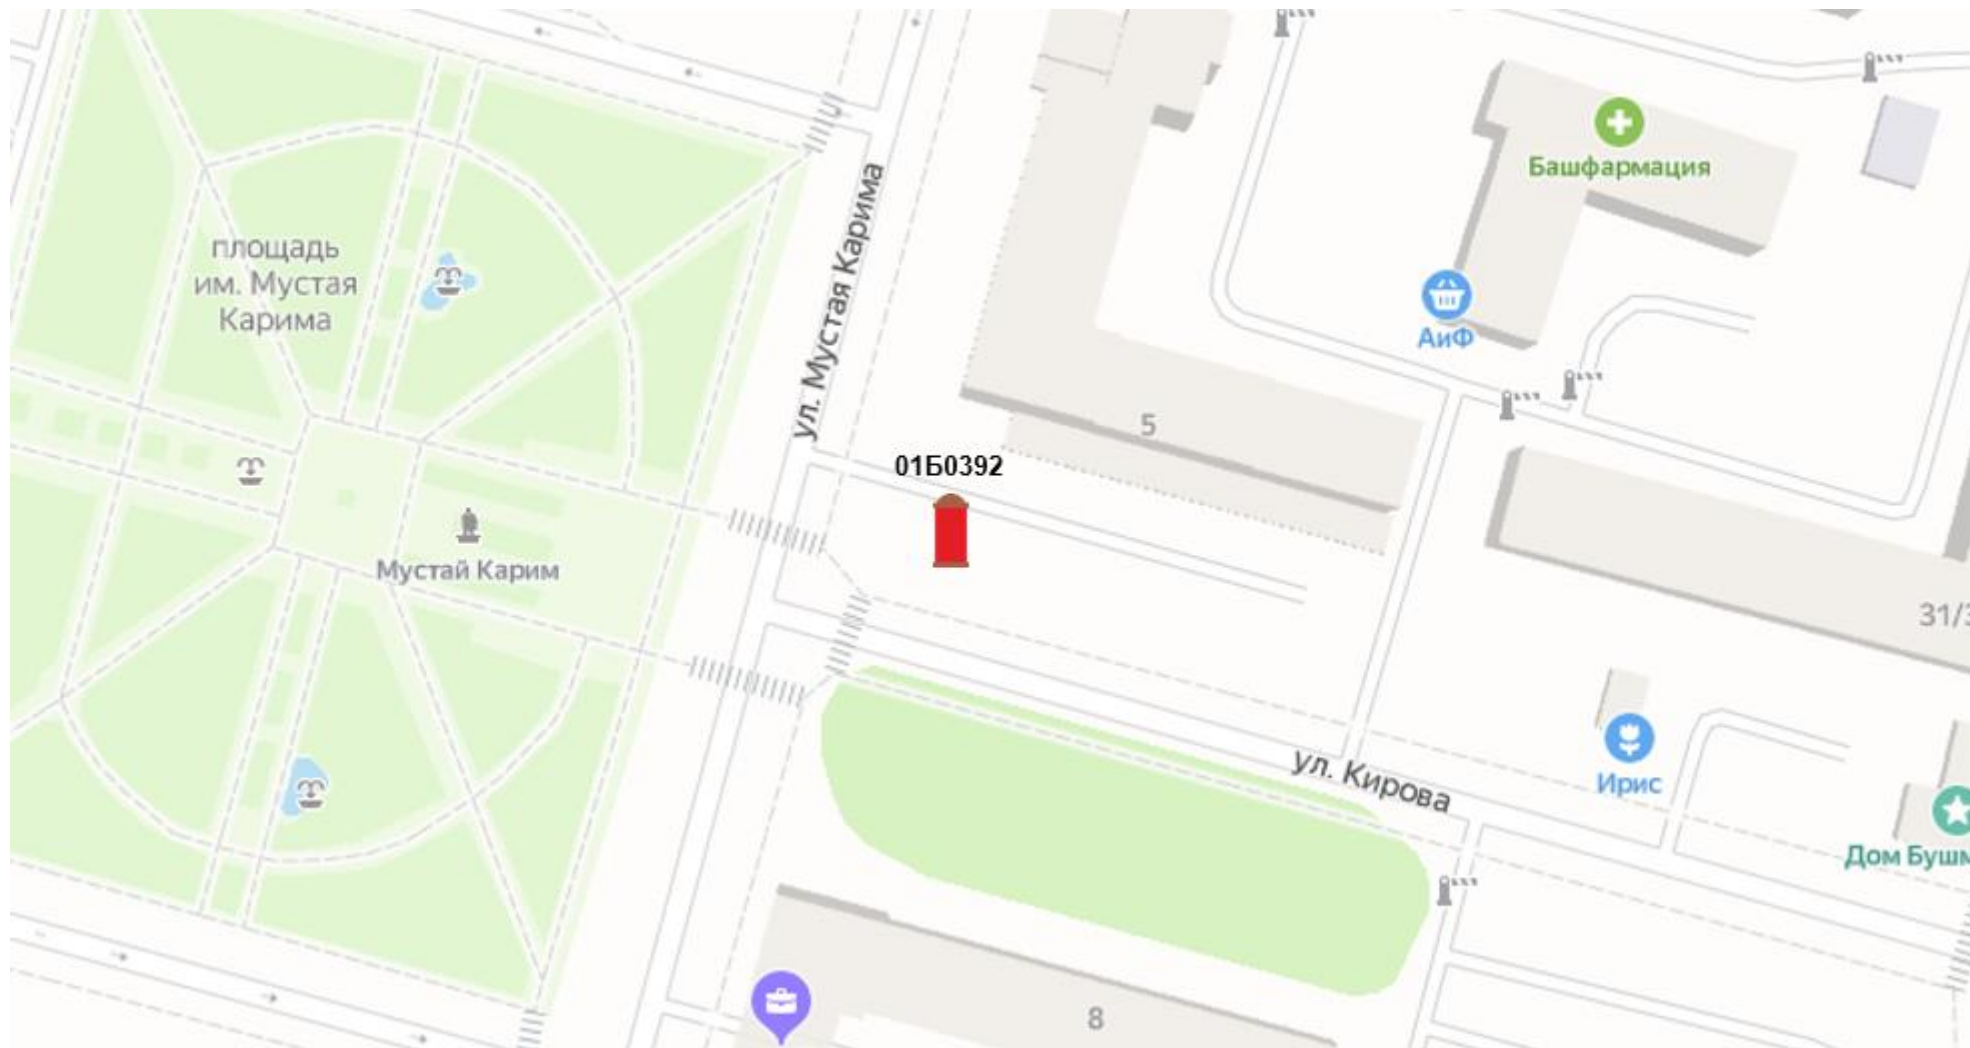 Башфармация
площадь
им. Мустая
Карима
ул. Мустая Карима
АиФ
5
01Б0392
Мустай Карим
31/3
ул. Кирова
Ирис
Дом Бушм
8